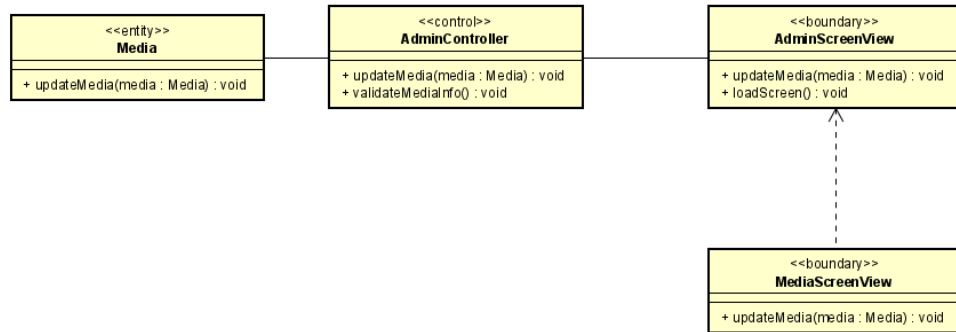 <<entity>>
Media
+ updateMedia(media : Media) : void
<<control>>
AdminController
+ updateMedia(media : Media) : void
+ validateMediaInfo() : void
<<boundary>>
AdminScreenView
+ updateMedia(media : Media) : void
+ loadScreen() : void
<<boundary>>
MediaScreenView
+ updateMedia(media : Media) : void